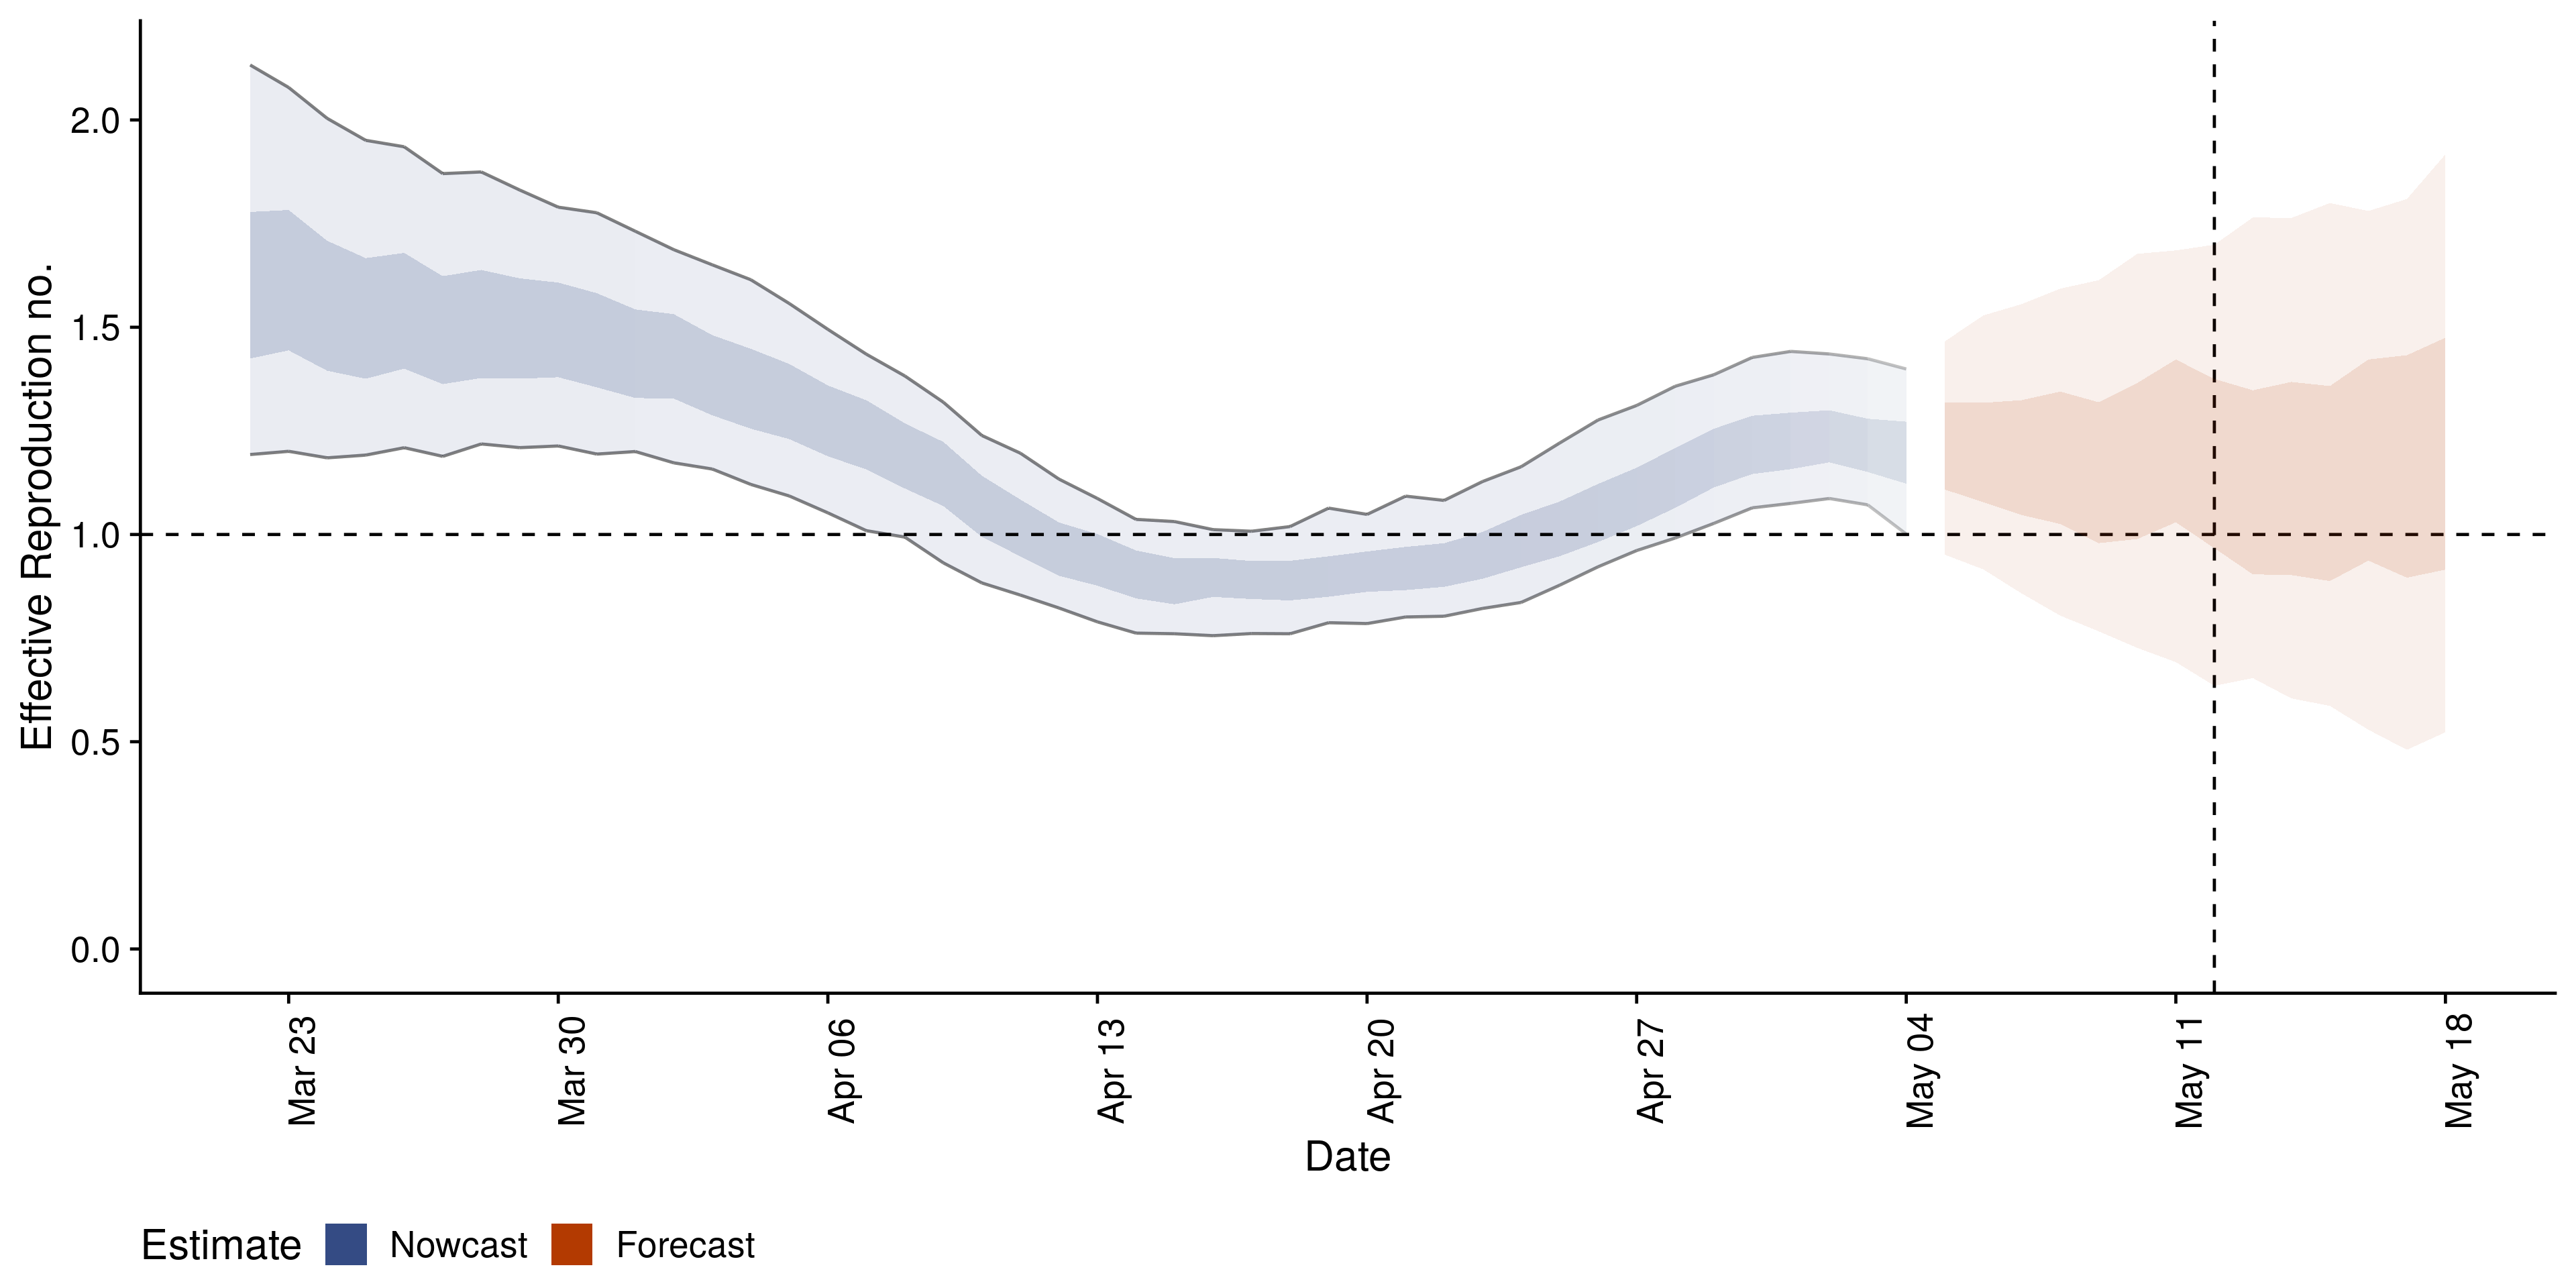 Effective Reproduction no.
2.0
1.5
1.0
0.5
0.0
Mar 23
Mar 30
Apr 06
Apr 13
Apr 20
Apr 27
May 04
May 11
May 18
Date
Estimate Nowcast Forecast